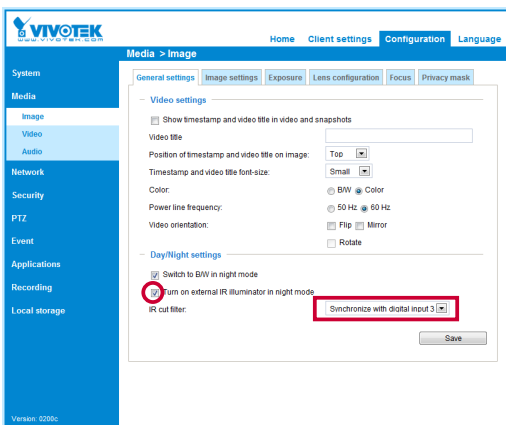 VIVOTEK
www.vivotek.com
Home Client settings Configuration Language
Media > Image
System
Media
Image
Video
Audio
Network
Security
PTZ
Event
Applications
Recording
Local storage
Version: 0200c
General settings Image settings Exposure Lens configuration Focus Privacy mask
Video settings
Show timestamp and video title in video and snapshots
Video title
Position of timestamp and video title on image: Top
Timestamp and video title font-size: Small
Color: B/W Color
Power line frequency: 50 Hz 60 Hz
Video orientation: Flip Mirror
Rotate
Day/Night settings
Switch to B/W in night mode
Turn on external IR illuminator in night mode
IR cut filter: Synchronize with digital input 3
Save